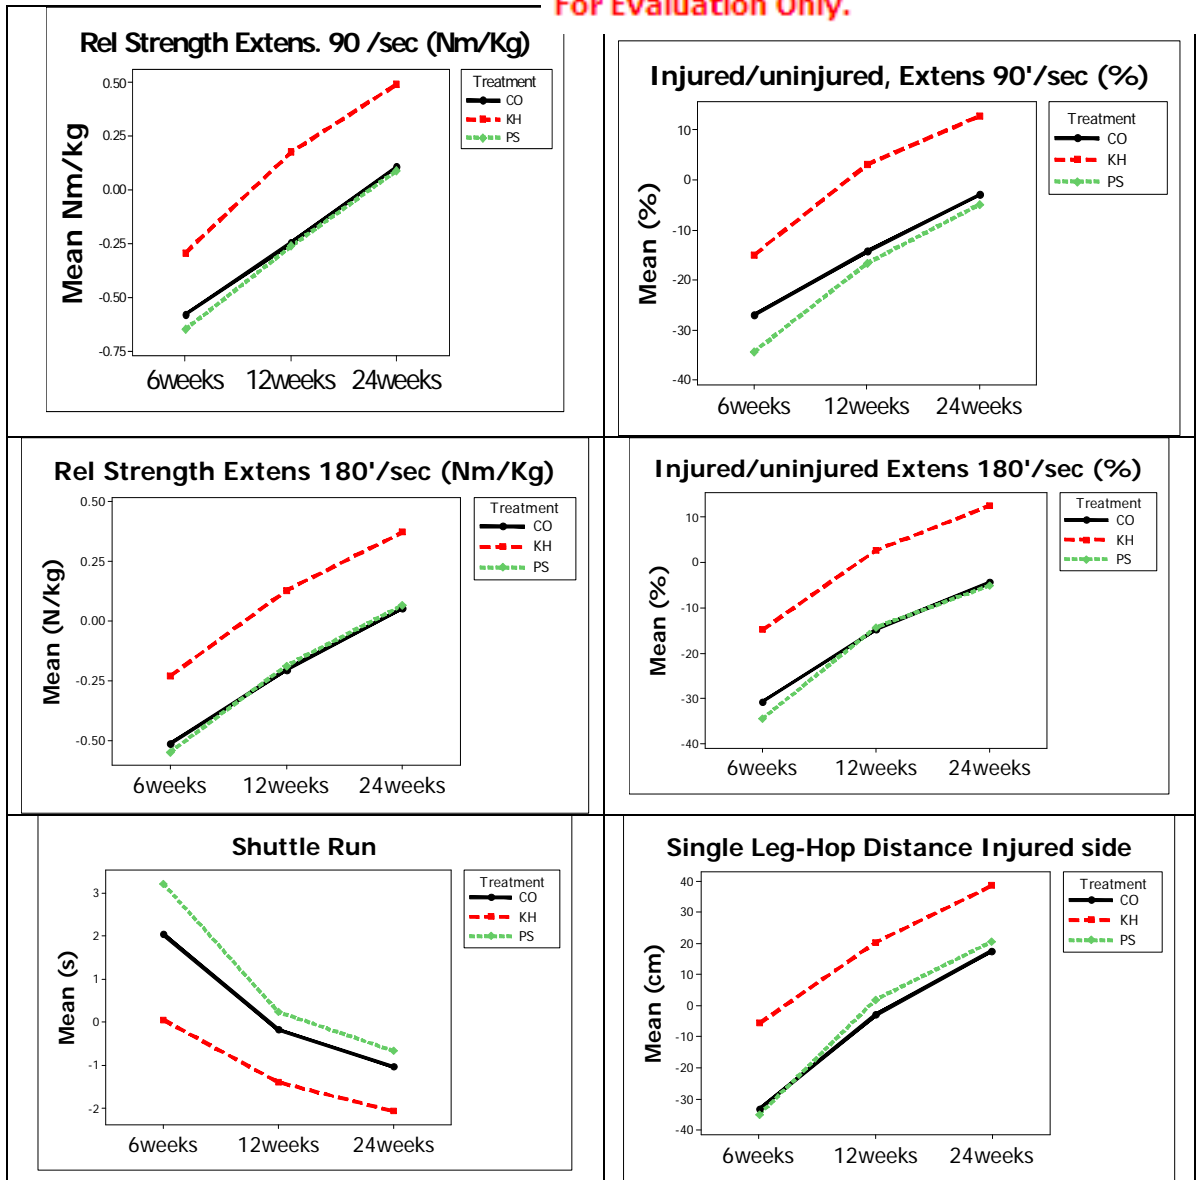 For Evaluation Only.
Rel Strength Extens. 90 /sec (Nm/Kg)
Mean Nm/kg
0.50
0.25
0.00
-0.25
-0.50
-0.75
6weeks 12weeks 24weeks
Treatment
CO
KH
PS
Injured/uninjured, Extens 90'/sec (%)
Mean (%)
10
0
-10
-20
-30
-40
6weeks 12weeks 24weeks
Treatment
CO
KH
PS
Rel Strength Extens 180'/sec (Nm/Kg)
Mean (N/kg)
0.50
0.25
0.00
-0.25
-0.50
6weeks 12weeks 24weeks
Treatment
CO
KH
PS
Injured/uninjured Extens 180'/sec (%)
Mean (%)
10
0
-10
-20
-30
-40
6weeks 12weeks 24weeks
Treatment
CO
KH
PS
Shuttle Run
Mean (s)
3
2
1
0
-1
-2
6weeks 12weeks 24weeks
Treatment
CO
KH
PS
Single Leg-Hop Distance Injured side
Mean (cm)
40
30
20
10
0
-10
-20
-30
-40
6weeks 12weeks 24weeks
Treatment
CO
KH
PS